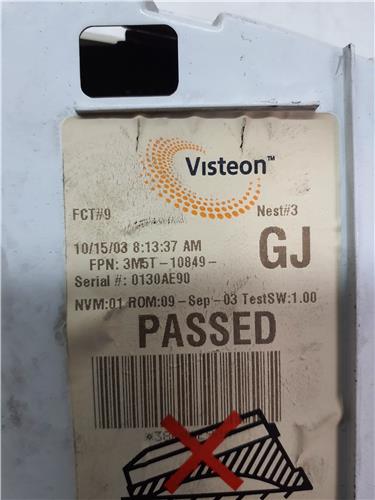 Visteon™
FCT#9 Nest#3
10/15/03 8:13:37 AM
FPN: 3M5T-10849- GJ
Serial #: 0130AE90
NVM:01 ROM:09-Sep-03 TestSW:1.00
PASSED